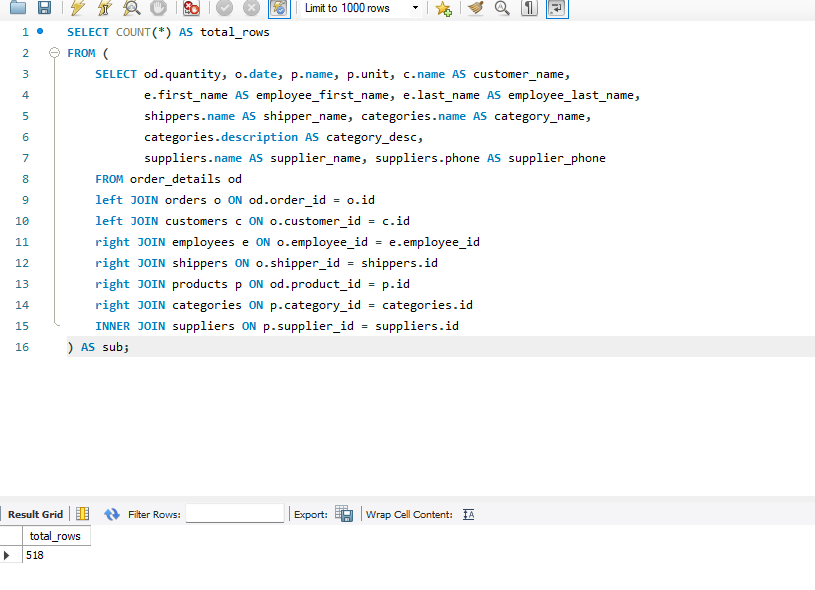 Limit to 1000 rows
1 SELECT COUNT(*) AS total_rows
2 FROM (
3 SELECT od.quantity, o.date, p.name, p.unit, c.name AS customer_name,
4 e.first_name AS employee_first_name, e.last_name AS employee_last_name,
5 shippers.name AS shipper_name, categories.name AS category_name,
6 categories.description AS category_desc,
7 suppliers.name AS supplier_name, suppliers.phone AS supplier_phone
8 FROM order_details od
9 left JOIN orders o ON od.order_id = o.id
10 left JOIN customers c ON o.customer_id = c.id
11 right JOIN employees e ON o.employee_id = e.employee_id
12 right JOIN shippers ON o.shipper_id = shippers.id
13 right JOIN products p ON od.product_id = p.id
14 right JOIN categories ON p.category_id = categories.id
15 INNER JOIN suppliers ON p.supplier_id = suppliers.id
16 ) AS sub;
Result Grid Filter Rows: Export: Wrap Cell Content:
total_rows
518